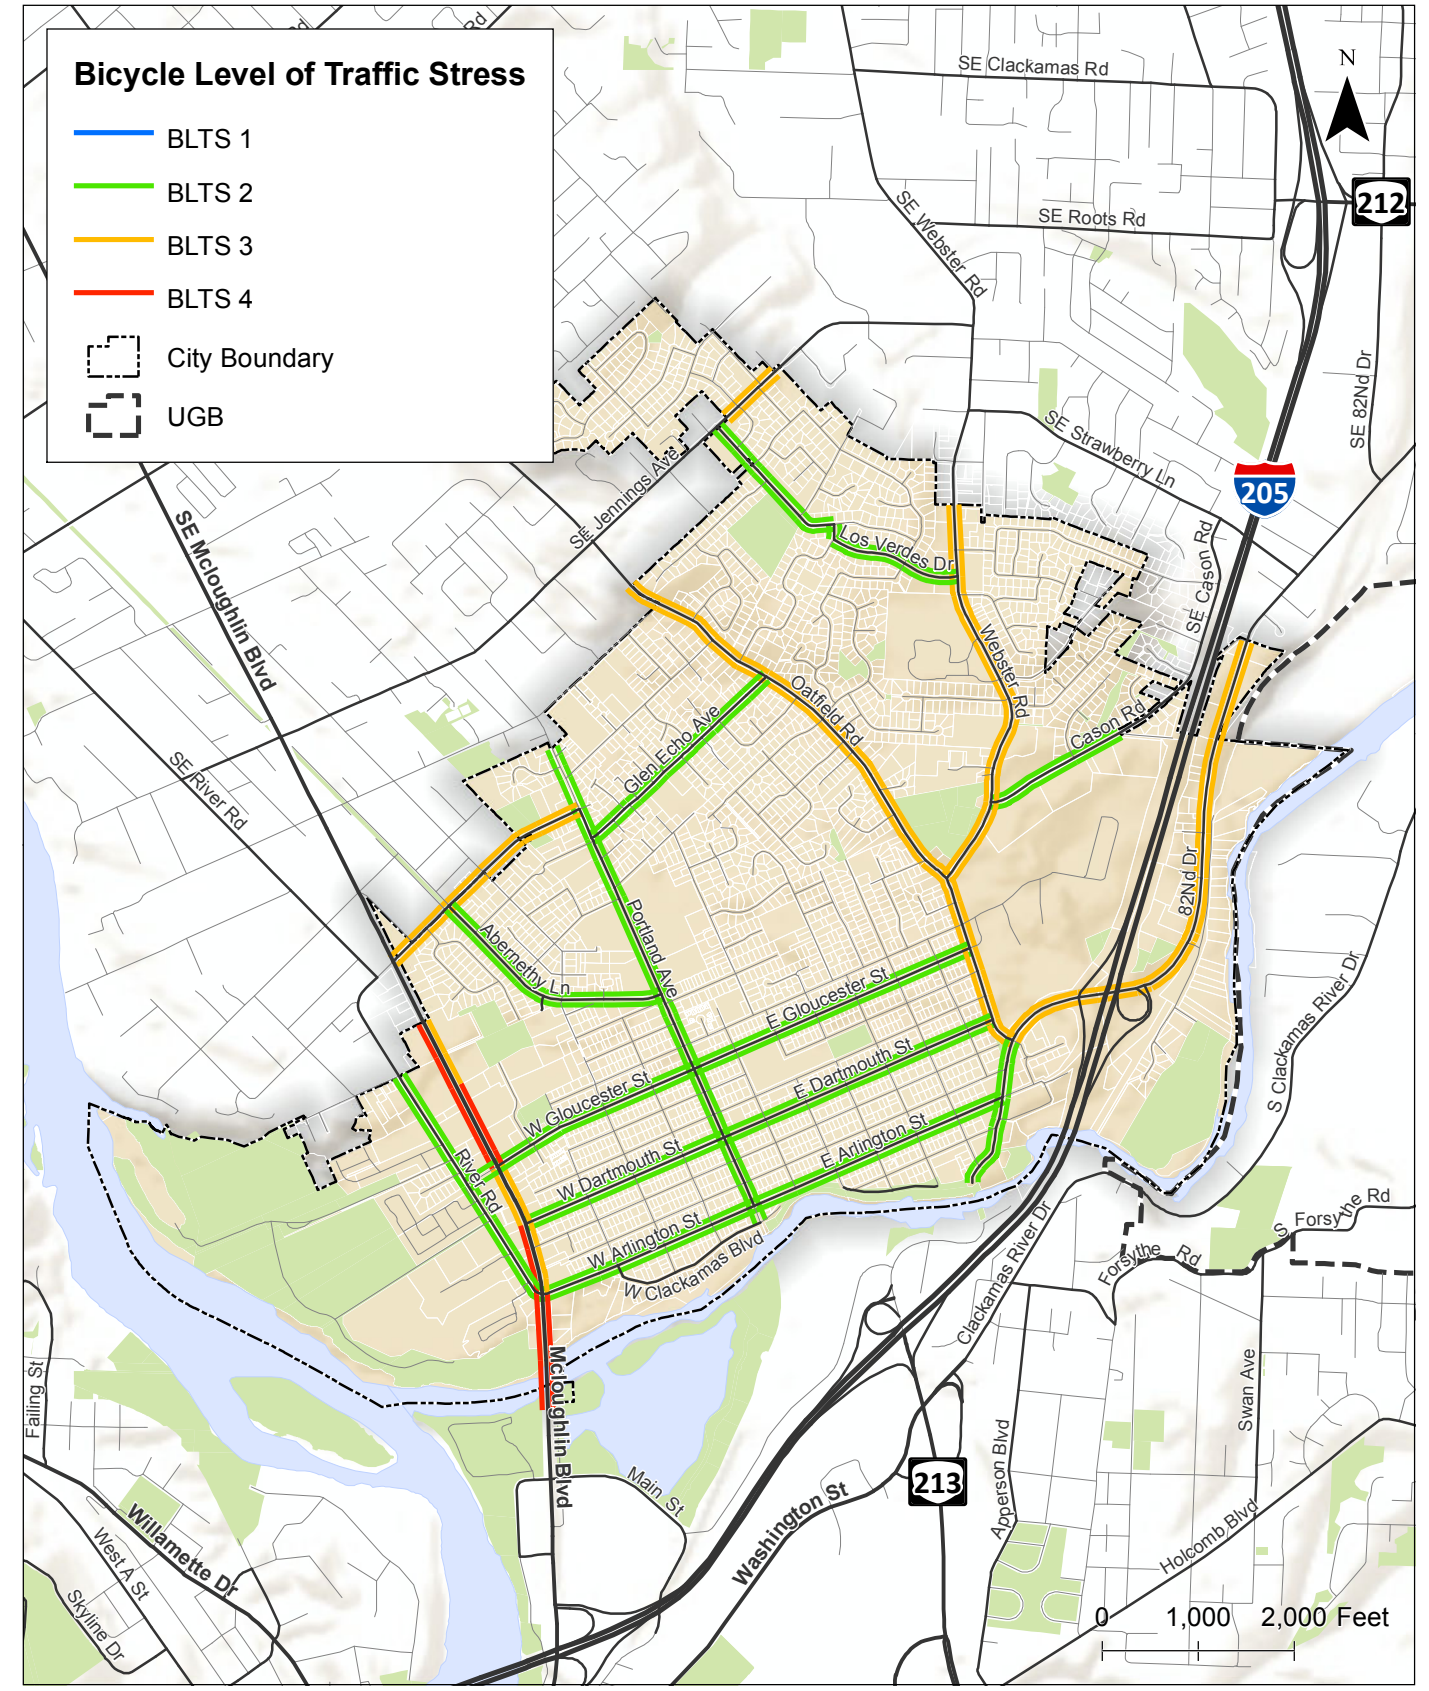 Rd
Rd
Bicycle Level of Traffic Stress
BLTS 1
BLTS 2
BLTS 3
BLTS 4
City Boundary
UGB
N
SE Clackamas Rd
212
SE Webster Rd
SE Roots Rd
SE 82Nd Dr
SE Strawberry Ln
205
SE Jennings Ave
SE Mcloughlin Blvd
Los Verdes Dr
SE Cason Rd
Webster Rd
Oatfield Rd
Glen Echo Ave
Cason Rd
SE River Rd
82Nd Dr
Portland Ave
Abernethy Ln
E Gloucester St
S Clackamas River Dr
W Gloucester St
E Dartmouth St
E Arlington St
River Rd
W Dartmouth St
W Arlington St
W Clackamas Blvd
Clackamas River Dr
Forsythe Rd
S Forsythe Rd
Mcloughlin Blvd
Failing St
Swan Ave
Main St
213
Apperson Blvd
Washington St
Willamette Dr
West A St
Skyline Dr
Holcomb Blvd
0 1,000 2,000 Feet